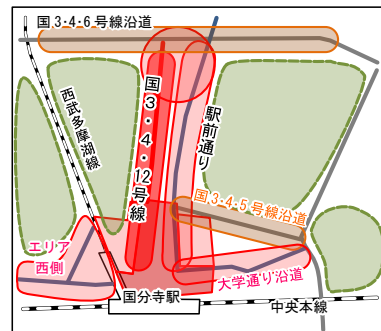 国3・4・6号線沿道
西武多摩湖線
国3・4・12号線
駅前通り
国3・4・5号線沿道
エリア
西側
大学通り沿道
国分寺駅
中央本線